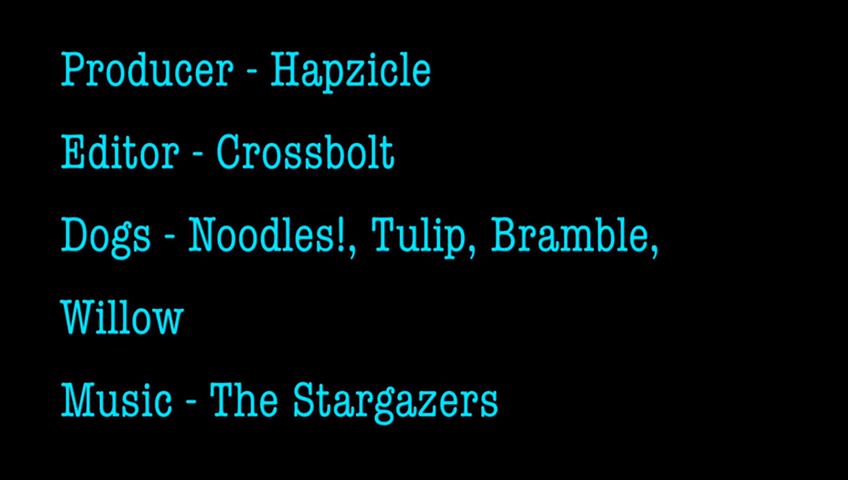 Producer - Hapzicle
Editor - Crossbolt
Dogs - Noodles!, Tulip, Bramble,
Willow
Music - The Stargazers